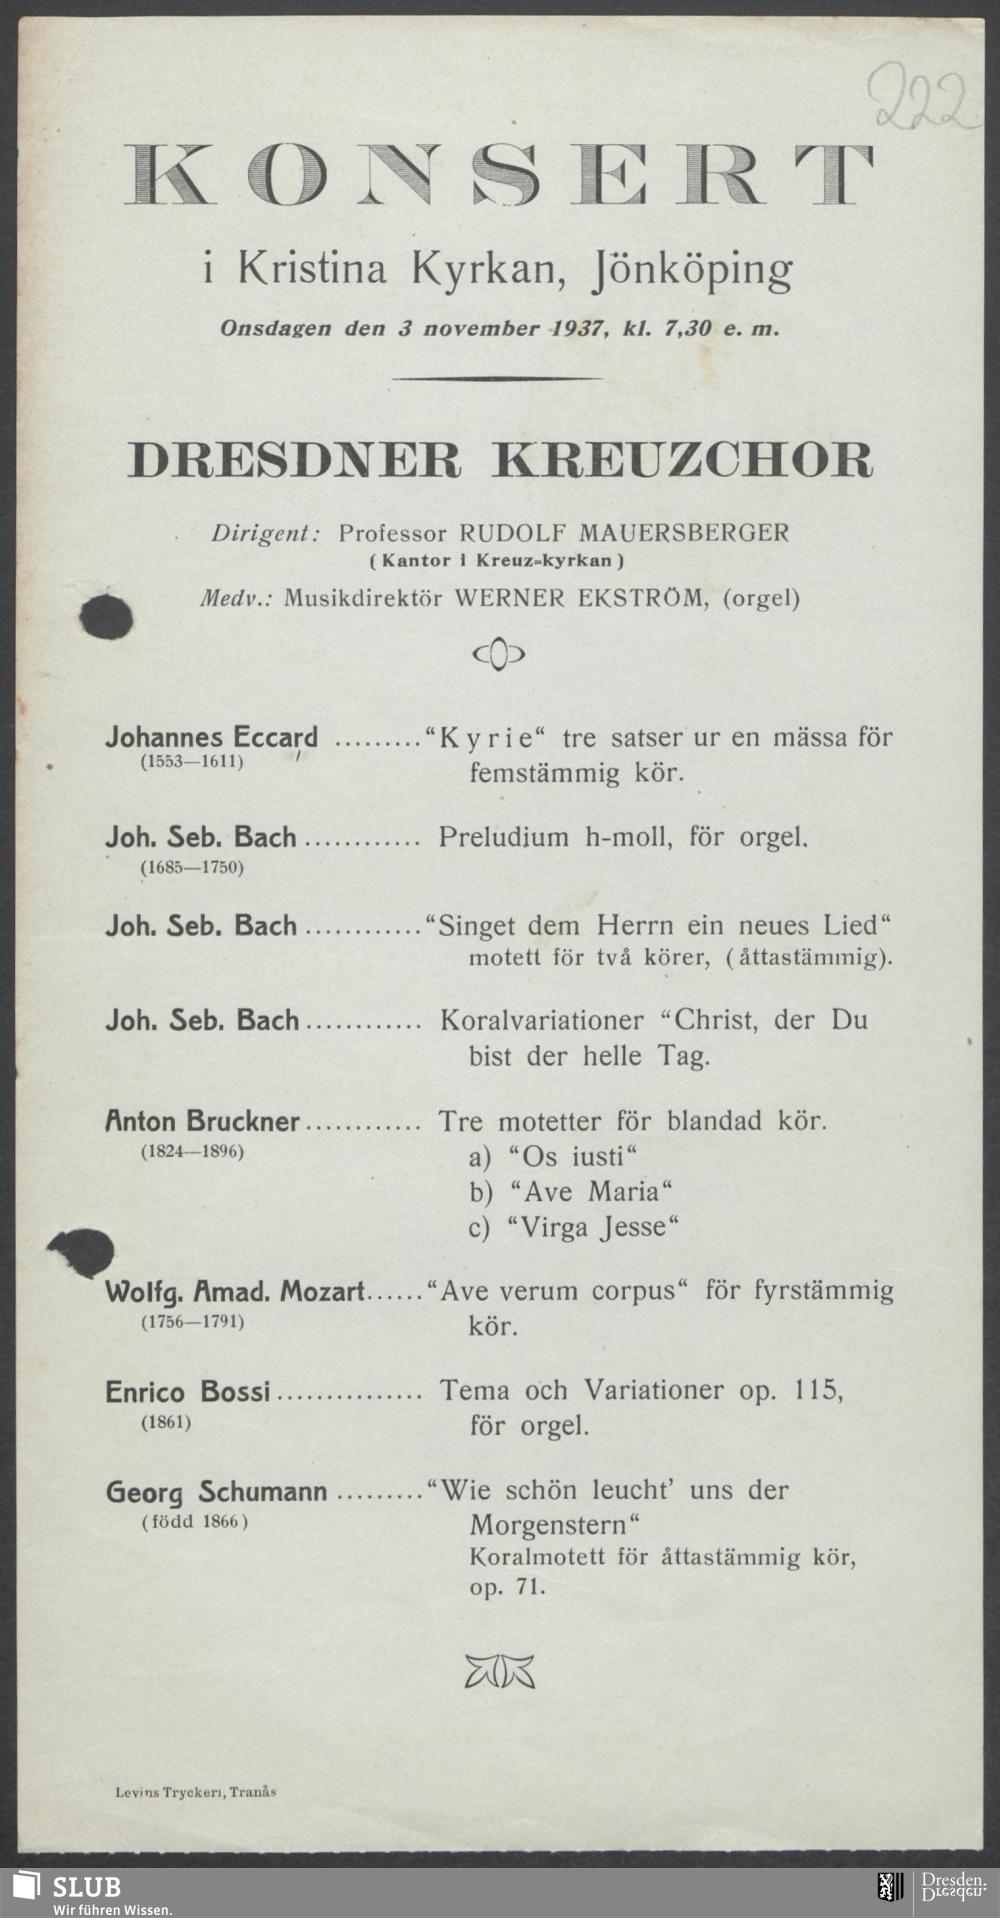 222
KONSERT
i Kristina Kyrkan, Jönköping
Onsdagen den 3 november 1937, kl. 7,30 e. m.
DRESDNER KREUZCHOR
Dirigent: Professor RUDOLF MAUERSBERGER
(Kantor i Kreuz=kyrkan)
Medv.: Musikdirektör WERNER EKSTRÖM, (orgel)
Johannes Eccard ......... “Kyrie“ tre satser ur en mässa för
(1553—1611)
femstämmig kör.
Joh. Seb. Bach ............ Preludium h-moll, för orgel.
(1685—1750)
Joh. Seb. Bach ............ “Singet dem Herrn ein neues Lied“
motett för två körer, (åttastämmig).
Joh. Seb. Bach ............ Koralvariationer “Christ, der Du
bist der helle Tag.
Anton Bruckner ............ Tre motetter för blandad kör.
(1824—1896)
a) “Os iusti“
b) “Ave Maria“
c) “Virga Jesse“
Wolfg. Amad. Mozart...... “Ave verum corpus“ för fyrstämmig
(1756—1791)
kör.
Enrico Bossi ............... Tema och Variationer op. 115,
(1861)
för orgel.
Georg Schumann ......... “Wie schön leucht’ uns der
(född 1866)
Morgenstern“
Koralmotett för åttastämmig kör,
op. 71.
Levins Tryckeri, Tranås
SLUB
Wir führen Wissen.
Dresden.
Dresden.